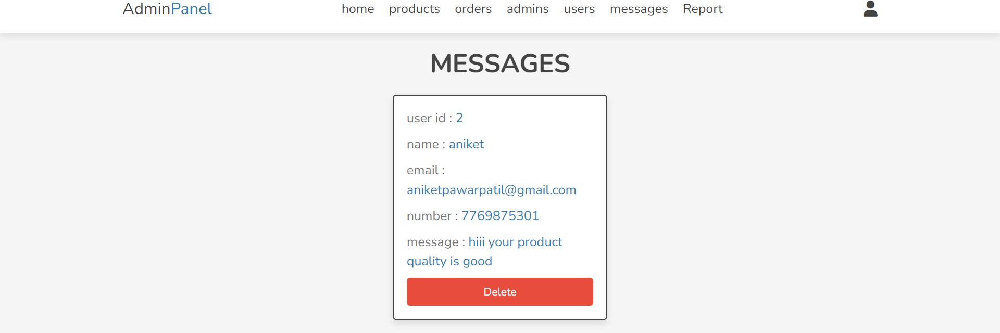 AdminPanel home products orders admins users messages Report
MESSAGES
user id : 2
name : aniket
email :
aniketpawarpatil@gmail.com
number : 7769875301
message : hiii your product
quality is good
Delete